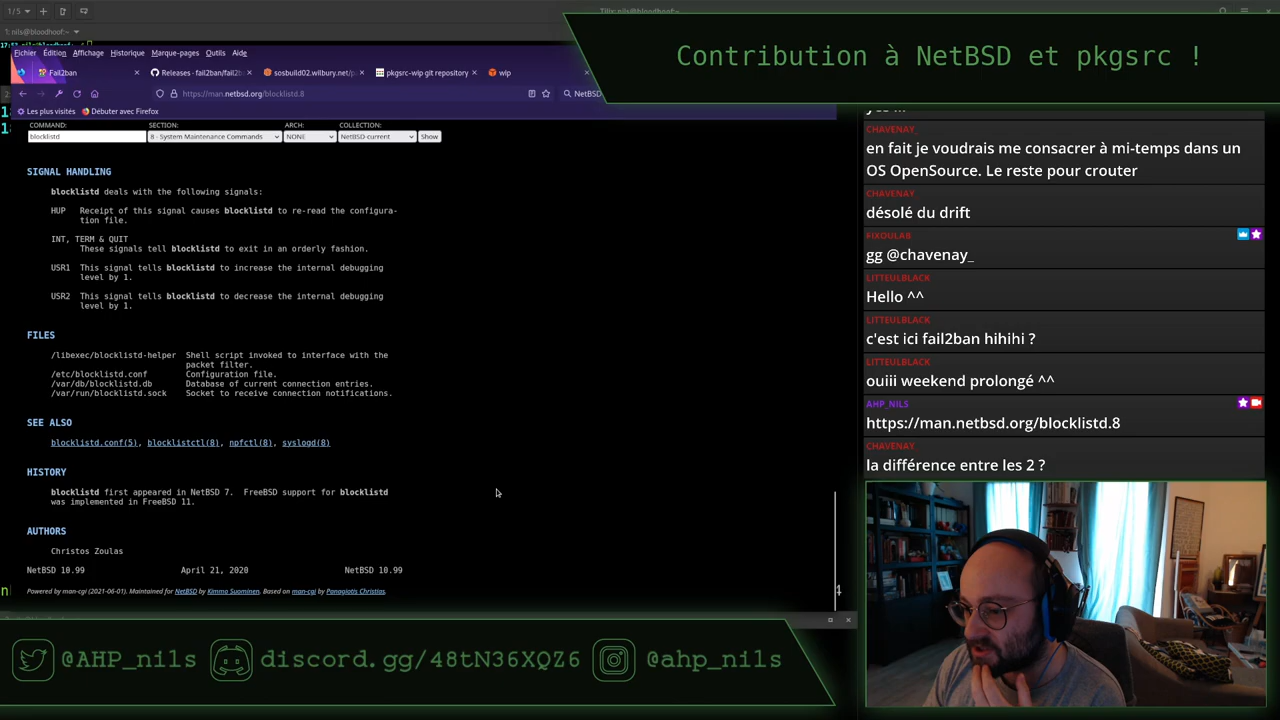 1/5
Tilix: nils@bloodhoof:~
1: nils@bloodhoof:~
Contribution à NetBSD et pkgsrc !
Fichier Édition Affichage Historique Marque-pages Outils Aide
Fail2ban
Releases · fail2ban/fail2
sosbuild02.wilbury.net/p
pkgsrc-wip git repository
wip
https://man.netbsd.org/blocklistd.8
NetBSD
Les plus visités Débuter avec Firefox
COMMAND: SECTION: ARCH: COLLECTION:
blocklistd 8 - System Maintenance Commands NONE NetBSD-current Show
SIGNAL HANDLING
blocklistd deals with the following signals:
HUP Receipt of this signal causes blocklistd to re-read the configura-
tion file.
INT, TERM & QUIT
These signals tell blocklistd to exit in an orderly fashion.
USR1 This signal tells blocklistd to increase the internal debugging
level by 1.
USR2 This signal tells blocklistd to decrease the internal debugging
level by 1.
FILES
/libexec/blocklistd-helper Shell script invoked to interface with the
packet filter.
/etc/blocklistd.conf Configuration file.
/var/db/blocklistd.db Database of current connection entries.
/var/run/blocklistd.sock Socket to receive connection notifications.
SEE ALSO
blocklistd.conf(5), blocklistctl(8), npfctl(8), syslogd(8)
HISTORY
blocklistd first appeared in NetBSD 7. FreeBSD support for blocklistd
was implemented in FreeBSD 11.
AUTHORS
Christos Zoulas
NetBSD 10.99 April 21, 2020 NetBSD 10.99
Powered by man-cgi (2021-06-01). Maintained for NetBSD by Kimmo Suominen. Based on man-cgi by Panagiotis Christias.
CHAVENAY_
en fait je voudrais me consacrer à mi-temps dans un
OS OpenSource. Le reste pour crouter
CHAVENAY_
désolé du drift
FIXOULAB
gg @chavenay_
LITTEULBLACK
Hello ^^
LITTEULBLACK
c'est ici fail2ban hihihi ?
LITTEULBLACK
ouiii weekend prolongé ^^
AHP_NILS
https://man.netbsd.org/blocklistd.8
CHAVENAY_
la différence entre les 2 ?
@AHP_nils discord.gg/48tN36XQZ6 @ahp_nils